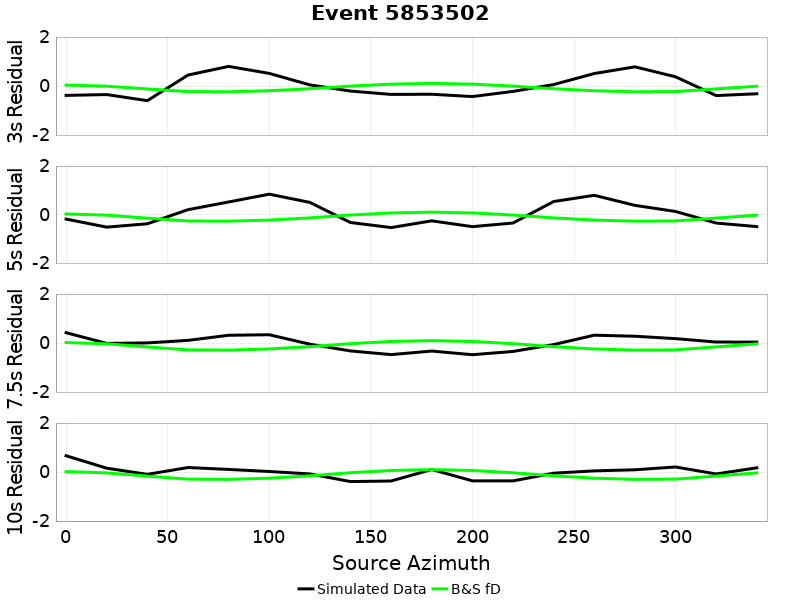 Event 5853502
3s Residual
2
0
-2
5s Residual
2
0
-2
7.5s Residual
2
0
-2
10s Residual
2
0
-2
0 50 100 150 200 250 300
Source Azimuth
Simulated Data B&S fD